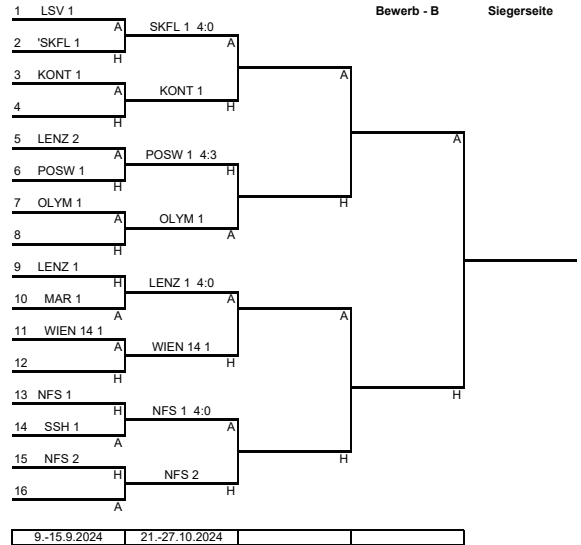 Bewerb - B Siegerseite
1 LSV 1
A SKFL 1 4:0
2 'SKFL 1 A
H
3 KONT 1 A
A KONT 1
4 H
H
5 LENZ 2 A
A POSW 1 4:3
6 POSW 1 H
H
7 OLYM 1 H
A OLYM 1
8 A
H
9 LENZ 1
H LENZ 1 4:0
10 MAR 1 A
A
11 WIEN 14 1 A
A WIEN 14 1
12 H
H
13 NFS 1 H
H NFS 1 4:0
14 SSH 1 A
A
15 NFS 2 H
H NFS 2
16 H
A
9.-15.9.2024 21.-27.10.2024